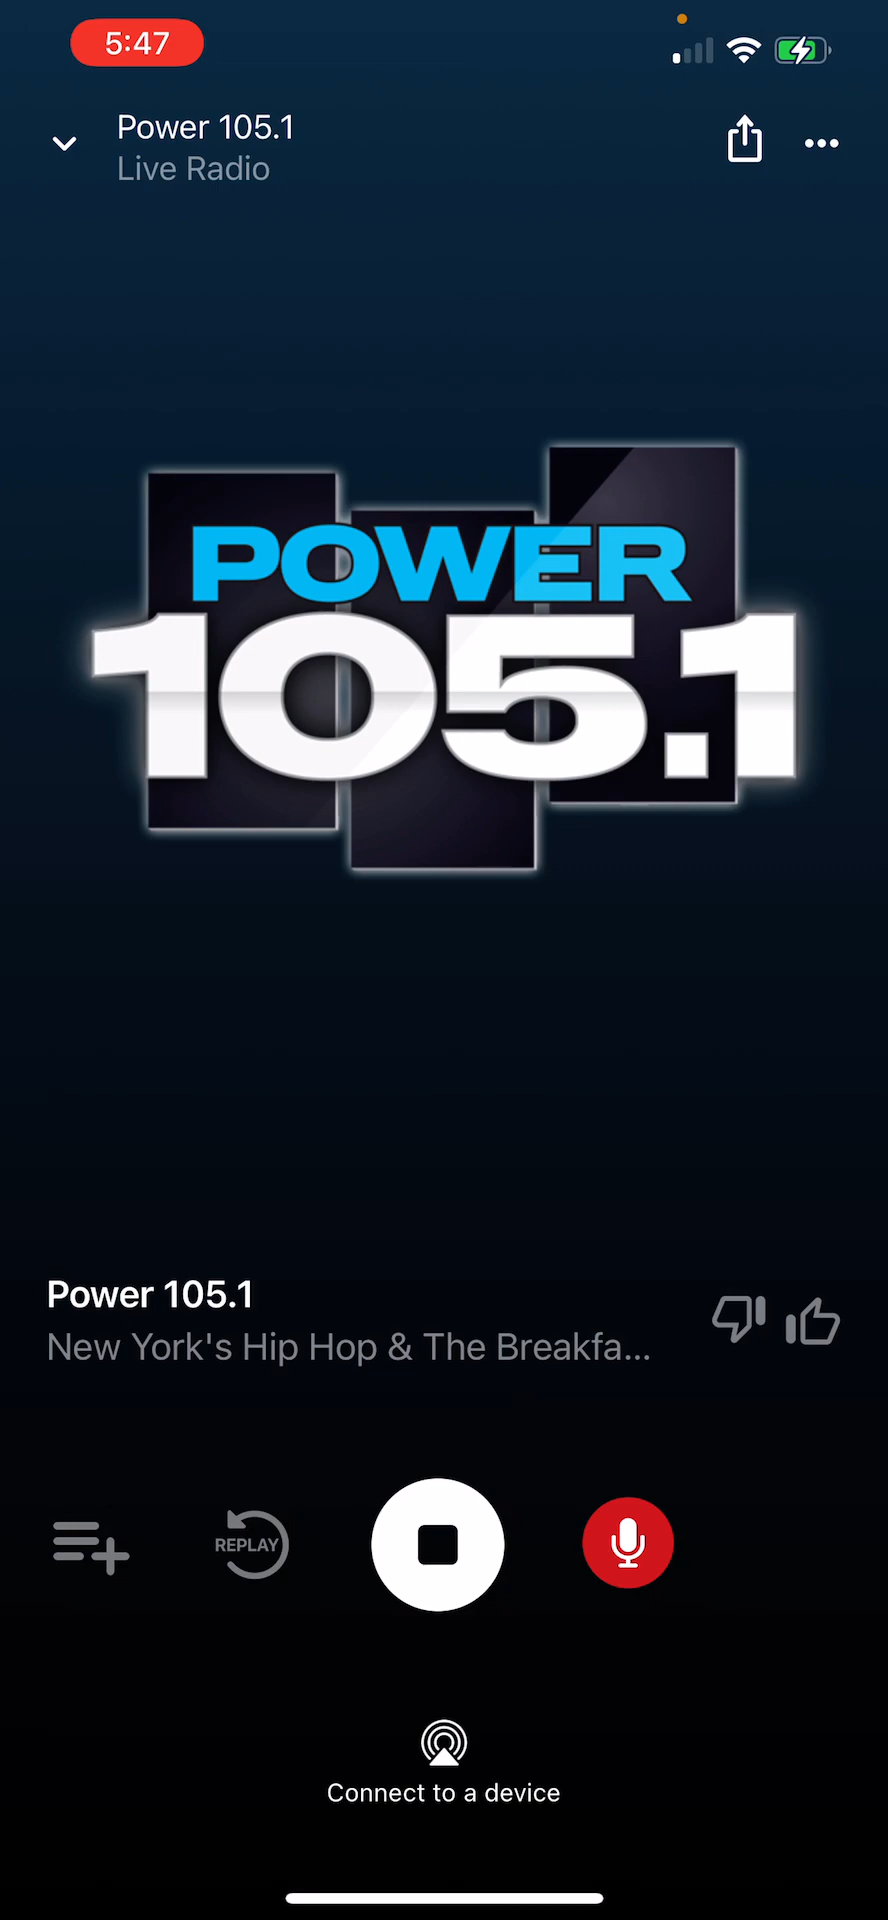 5:47
Power 105.1
Live Radio
POWER
105.1
Power 105.1
New York's Hip Hop & The Breakfa...
REPLAY
Connect to a device